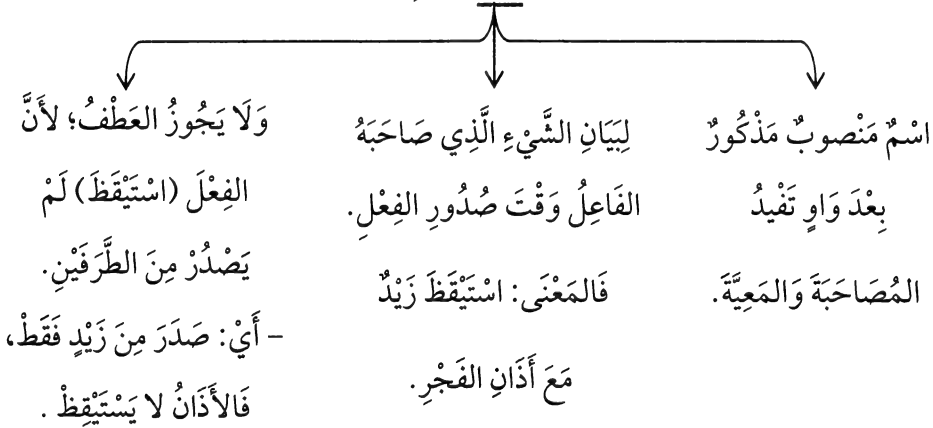 اسْمٌ مَنْصوبٌ مَذْكُورٌ
بِعْدَ وَاوٍ تَفْيدُ
المُصَاحَبَةَ وَالمَعِيَّةَ.
لِبَيَانِ الشَّيْءِ الَّذِي صَاحَبَهُ
الفَاعِلُ وَقْتَ صُدُورِ الفِعْلِ.
فَالمَعْنَى: اسْتَيْقَظَ زَيْدٌ
مَعَ أَذَانِ الفَجْرِ.
وَلَا يَجُوزُ العَطْفُ؛ لأَنَّ
الفِعْلَ (اسْتَيْقَظَ) لَمْ
يَصْدُرْ مِنَ الطَّرَفَيْنِ.
– أَيْ: صَدَرَ مِنَ زَيْدٍ فَقَطْ،
فَالأَذَانُ لا يَسْتَيْقِظْ .